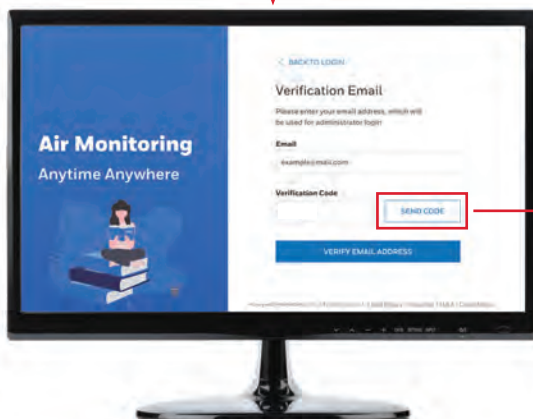 Air Monitoring
Anytime Anywhere
< BACK TO LOGIN
Verification Email
Please enter your email address, which will
be used for administrator login
Email
example@mail.com
Verification Code
SEND CODE
VERIFY EMAIL ADDRESS